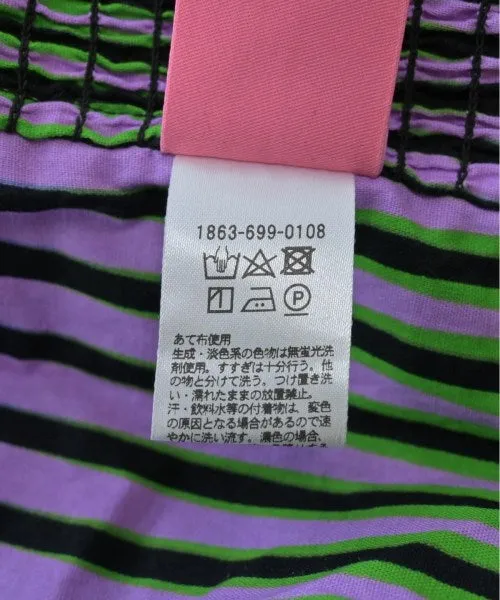 1863-699-0108
P
あて布使用
生成・淡色系の色物は無蛍光洗
剤使用。すすぎは十分行う。他
の物と分けて洗う。つけ置き洗
い・濡れたままの放置禁止。
汗・飲料水等の付着物は、変色
の原因となる場合があるので速
やかに洗い流す。濃色の場合、